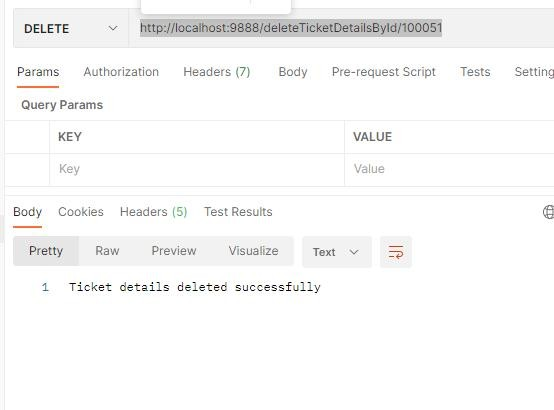 DELETE http://localhost:9888/deleteTicketDetailsById/100051
Params Authorization Headers (7) Body Pre-request Script Tests Setting
Query Params
KEY VALUE
Key Value
Body Cookies Headers (5) Test Results
Pretty Raw Preview Visualize Text
1 Ticket details deleted successfully